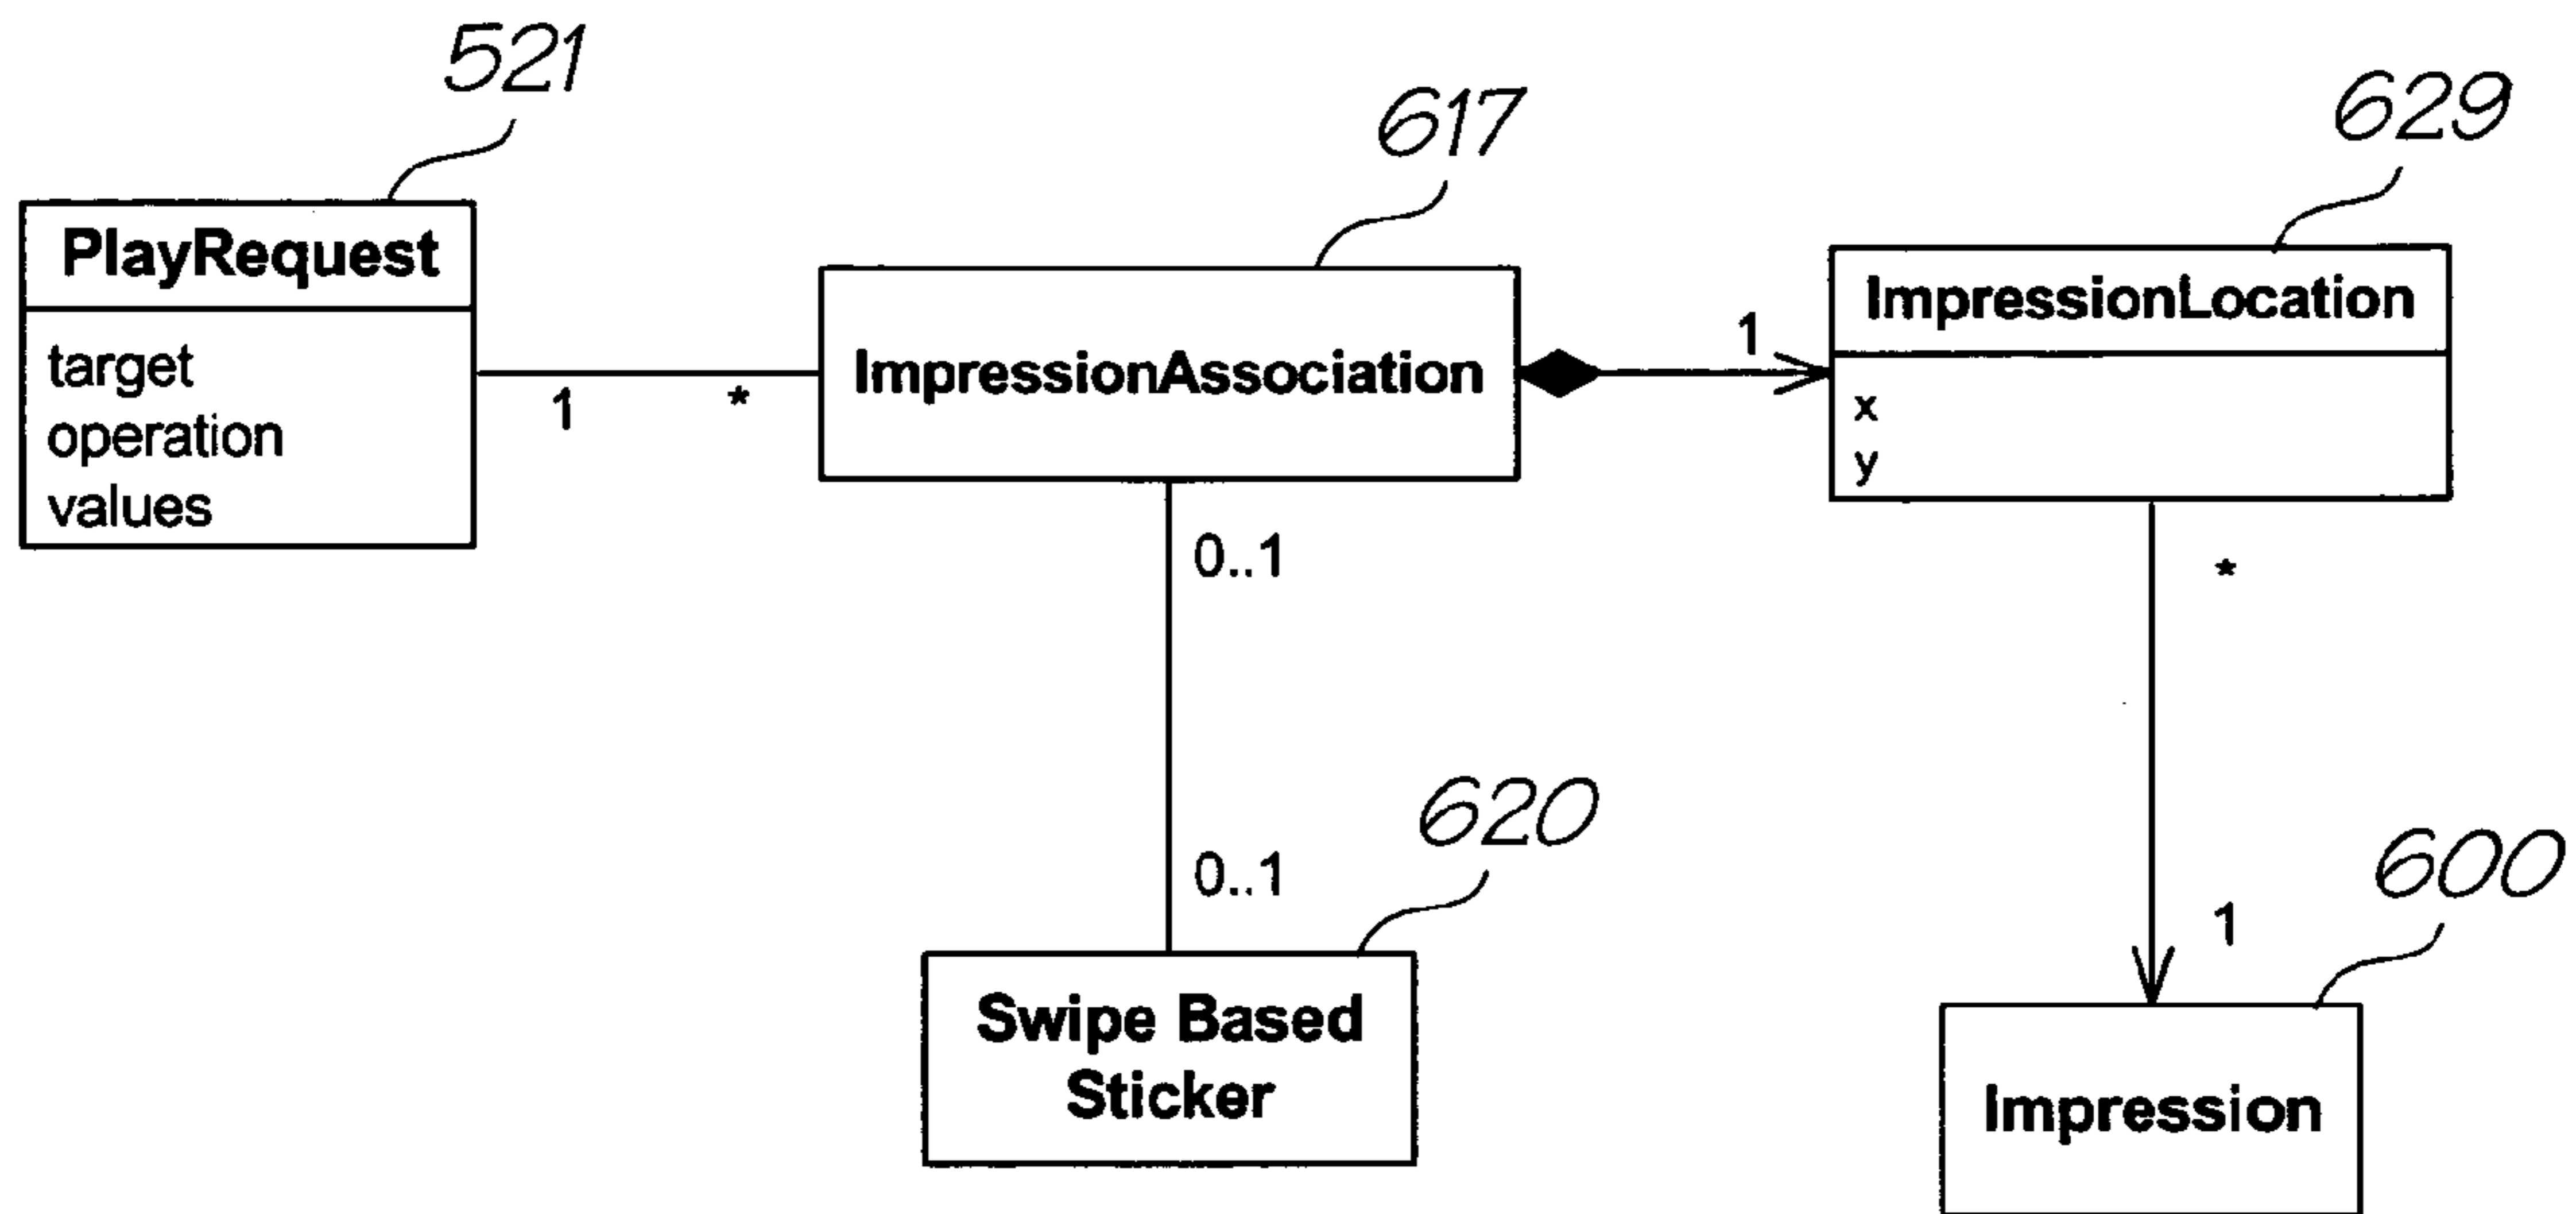 521
617
629
PlayRequest
target
operation
values
1
*
ImpressionAssociation
1
ImpressionLocation
x
y
0..1
0..1
620
Swipe Based
Sticker
*
1
600
Impression